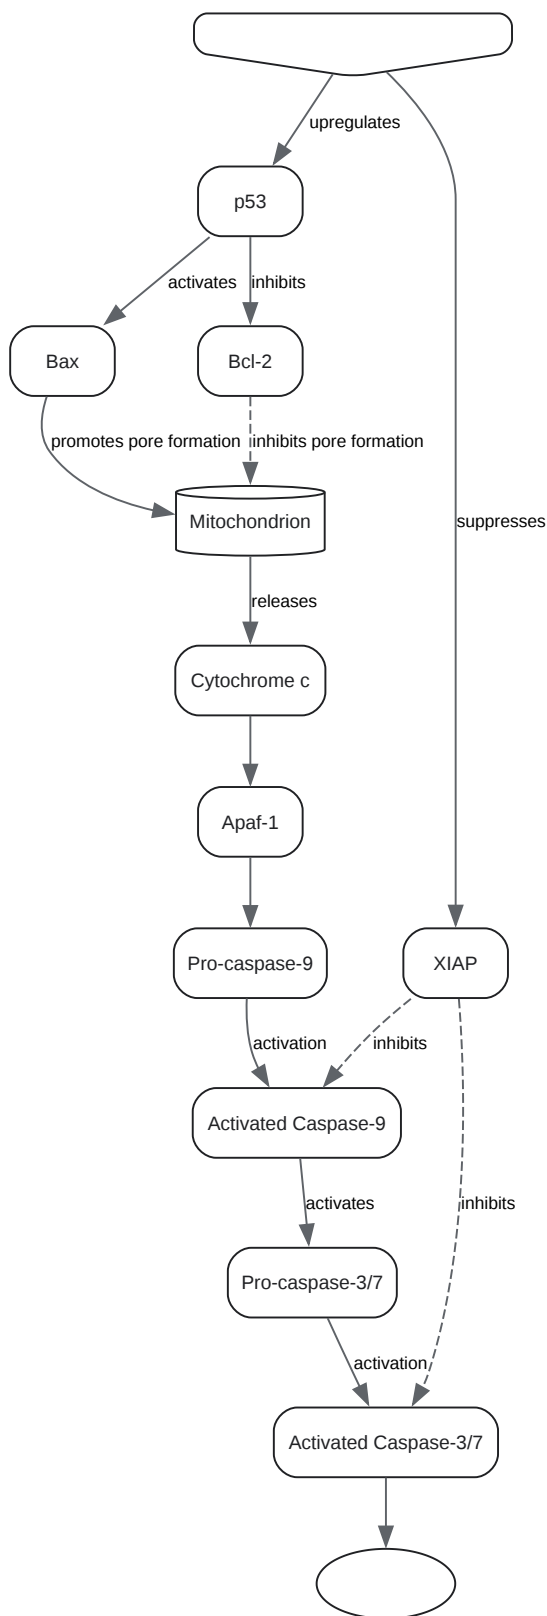 upregulates
p53
activates
inhibits
Bax
Bcl-2
promotes pore formation
inhibits pore formation
Mitochondrion
suppresses
releases
Cytochrome c
Apaf-1
Pro-caspase-9
XIAP
activation
inhibits
Activated Caspase-9
activates
inhibits
Pro-caspase-3/7
activation
Activated Caspase-3/7